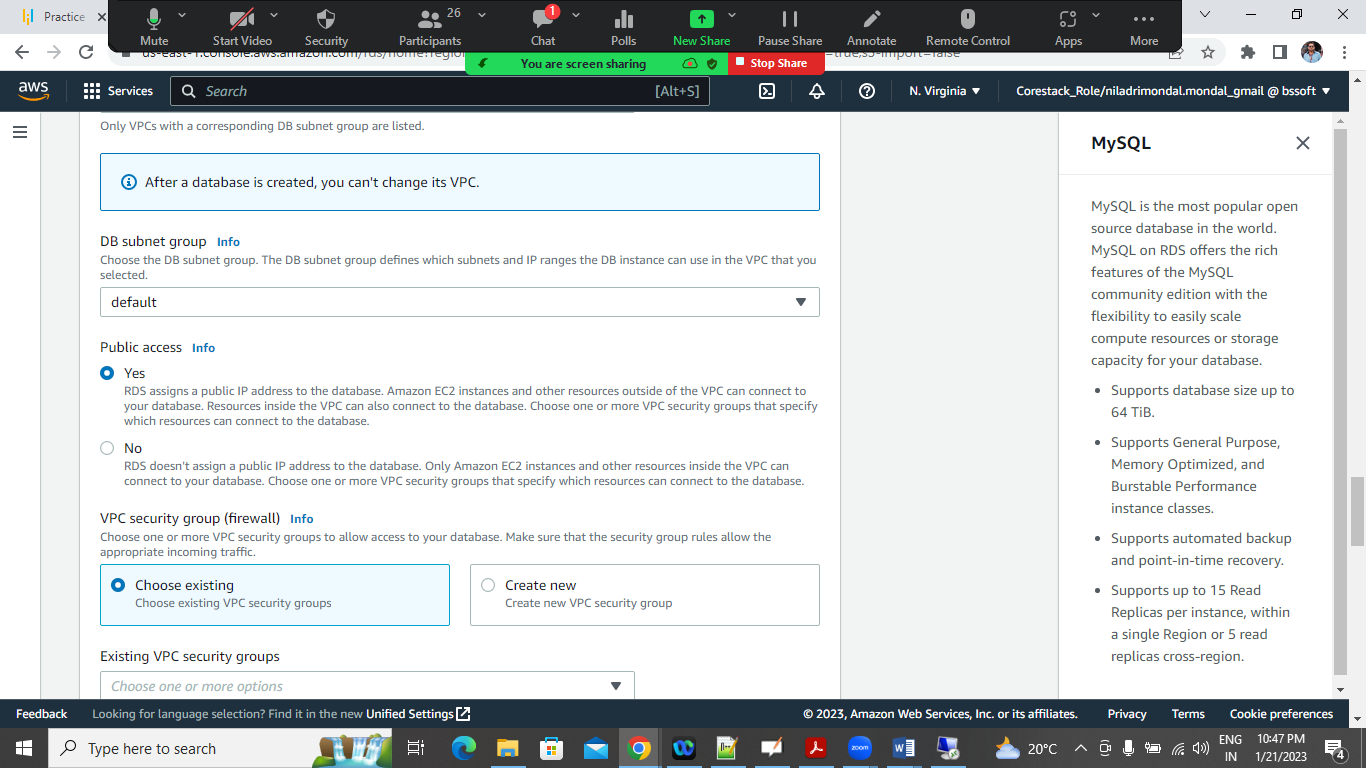 Practice
26
1
Mute
Start Video
Security
Participants
Chat
Polls
New Share
Pause Share
Annotate
Remote Control
Apps
More
You are screen sharing
Stop Share
aws
Services
Search
[Alt+S]
N. Virginia
Corestack_Role/niladrimondal.mondal_gmail @ bssoft
Only VPCs with a corresponding DB subnet group are listed.
After a database is created, you can't change its VPC.
DB subnet group Info
Choose the DB subnet group. The DB subnet group defines which subnets and IP ranges the DB instance can use in the VPC that you
selected.
default
Public access Info
Yes
RDS assigns a public IP address to the database. Amazon EC2 instances and other resources outside of the VPC can connect to
your database. Resources inside the VPC can also connect to the database. Choose one or more VPC security groups that specify
which resources can connect to the database.
No
RDS doesn't assign a public IP address to the database. Only Amazon EC2 instances and other resources inside the VPC can
connect to your database. Choose one or more VPC security groups that specify which resources can connect to the database.
VPC security group (firewall) Info
Choose one or more VPC security groups to allow access to your database. Make sure that the security group rules allow the
appropriate incoming traffic.
Choose existing
Choose existing VPC security groups
Create new
Create new VPC security group
Existing VPC security groups
Choose one or more options
MySQL
MySQL is the most popular open
source database in the world.
MySQL on RDS offers the rich
features of the MySQL
community edition with the
flexibility to easily scale
compute resources or storage
capacity for your database.
• Supports database size up to
64 TiB.
• Supports General Purpose,
Memory Optimized, and
Burstable Performance
instance classes.
• Supports automated backup
and point-in-time recovery.
• Supports up to 15 Read
Replicas per instance, within
a single Region or 5 read
replicas cross-region.
Feedback
Looking for language selection? Find it in the new Unified Settings
© 2023, Amazon Web Services, Inc. or its affiliates.
Privacy
Terms
Cookie preferences
Type here to search
zoom
20°C
ENG
IN
10:47 PM
1/21/2023
4